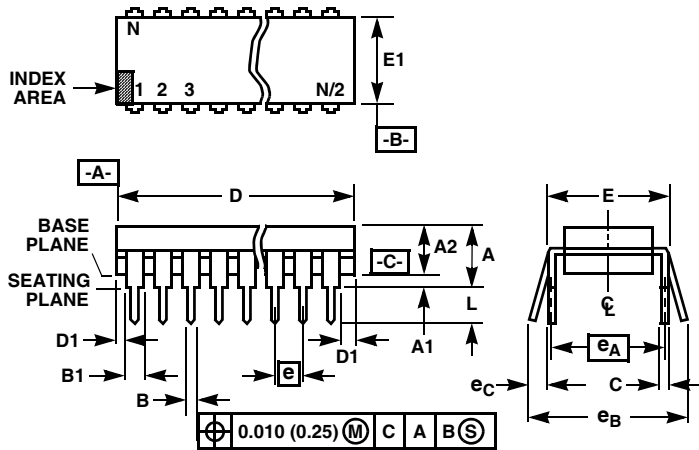 N
E1
INDEX
AREA
1 2 3 N/2
-B-
-A-
D
E
BASE
PLANE
A2
A
-C-
SEATING
PLANE
L
C
L
D1
A1
D1
eA
B1
e
eC
C
B
eB
0.010 (0.25) M C A B S